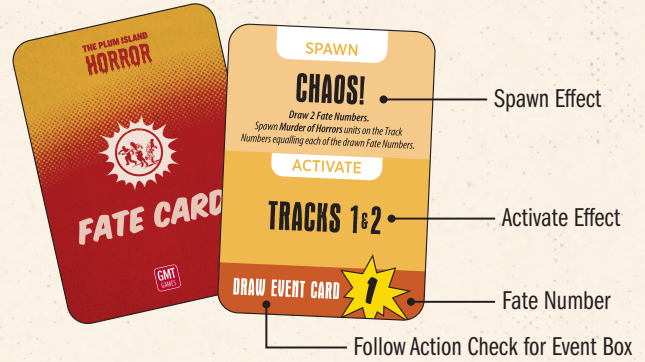 THE PLUM ISLAND
HORROR
FATE CARD
GMT
GAMES
SPAWN
CHAOS!
Draw 2 Fate Numbers.
Spawn Murder of Horrors units on the Track
Numbers equalling each of the drawn Fate Numbers.
ACTIVATE
TRACKS 1&2
DRAW EVENT CARD
1
Spawn Effect
Activate Effect
Fate Number
Follow Action Check for Event Box